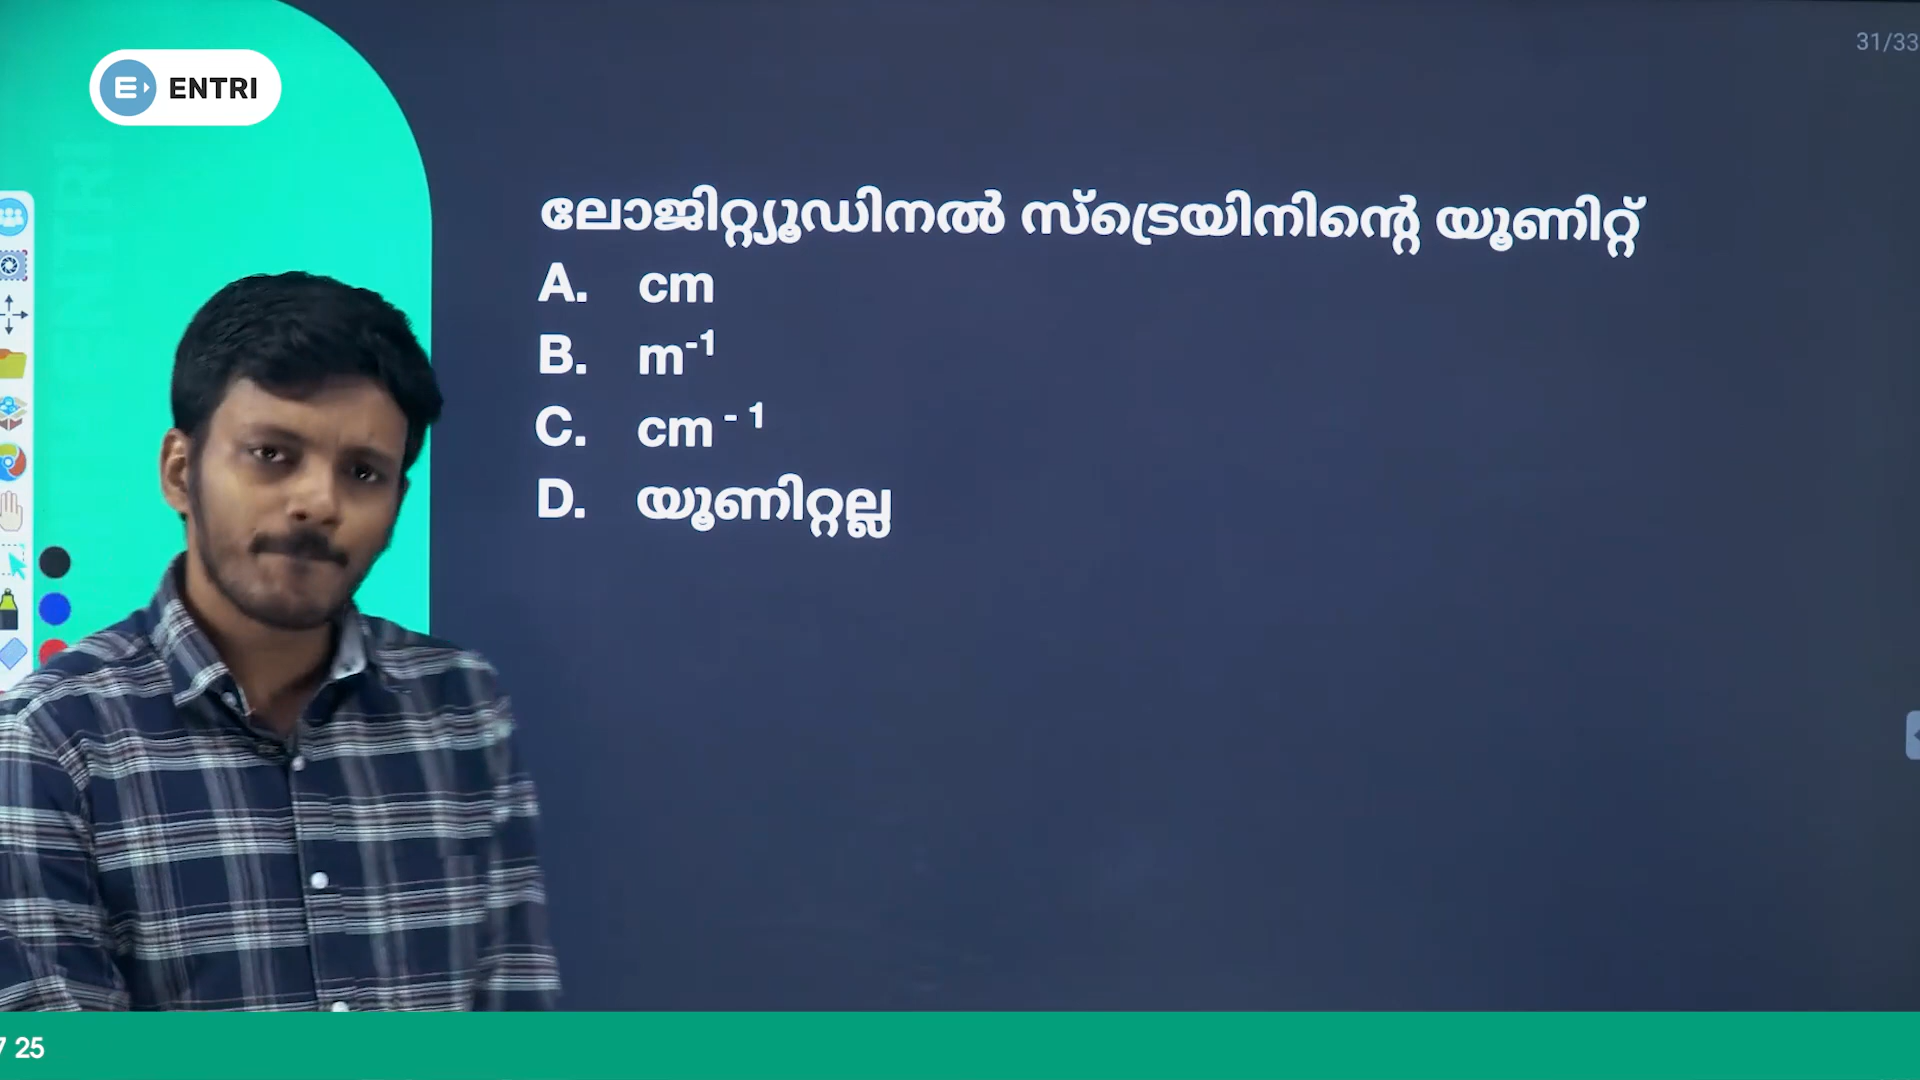 ENTRI
31/33
ലോജിറ്റ്യൂഡിനൽ സ്ട്രെയിനിന്റെ യൂണിറ്റ്
A. cm
B. m⁻¹
C. cm⁻¹
D. യൂണിറ്റല്ല
25